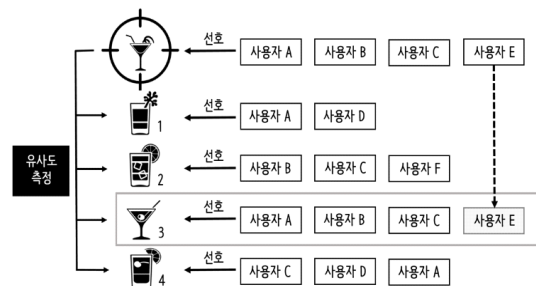 선호 사용자 A 사용자 B 사용자 C 사용자 E
1 선호 사용자 A 사용자 D
유사도
측정
2 선호 사용자 B 사용자 C 사용자 F
3 선호 사용자 A 사용자 B 사용자 C 사용자 E
4 선호 사용자 C 사용자 D 사용자 A